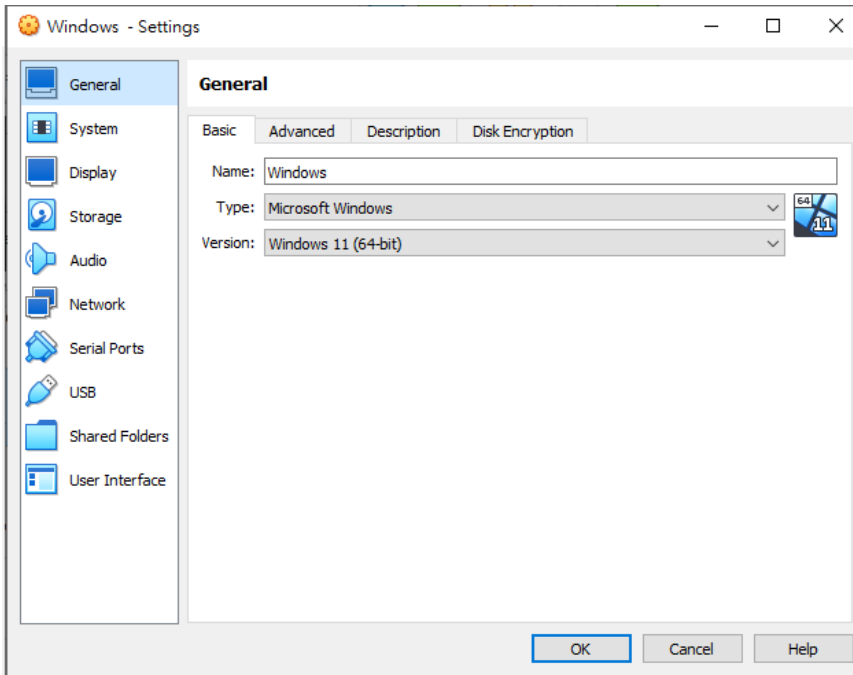 Windows - Settings
General
System
Display
Storage
Audio
Network
Serial Ports
USB
Shared Folders
User Interface
General
Basic Advanced Description Disk Encryption
Name: Windows
Type: Microsoft Windows
64
11
Version: Windows 11 (64-bit)
OK Cancel Help